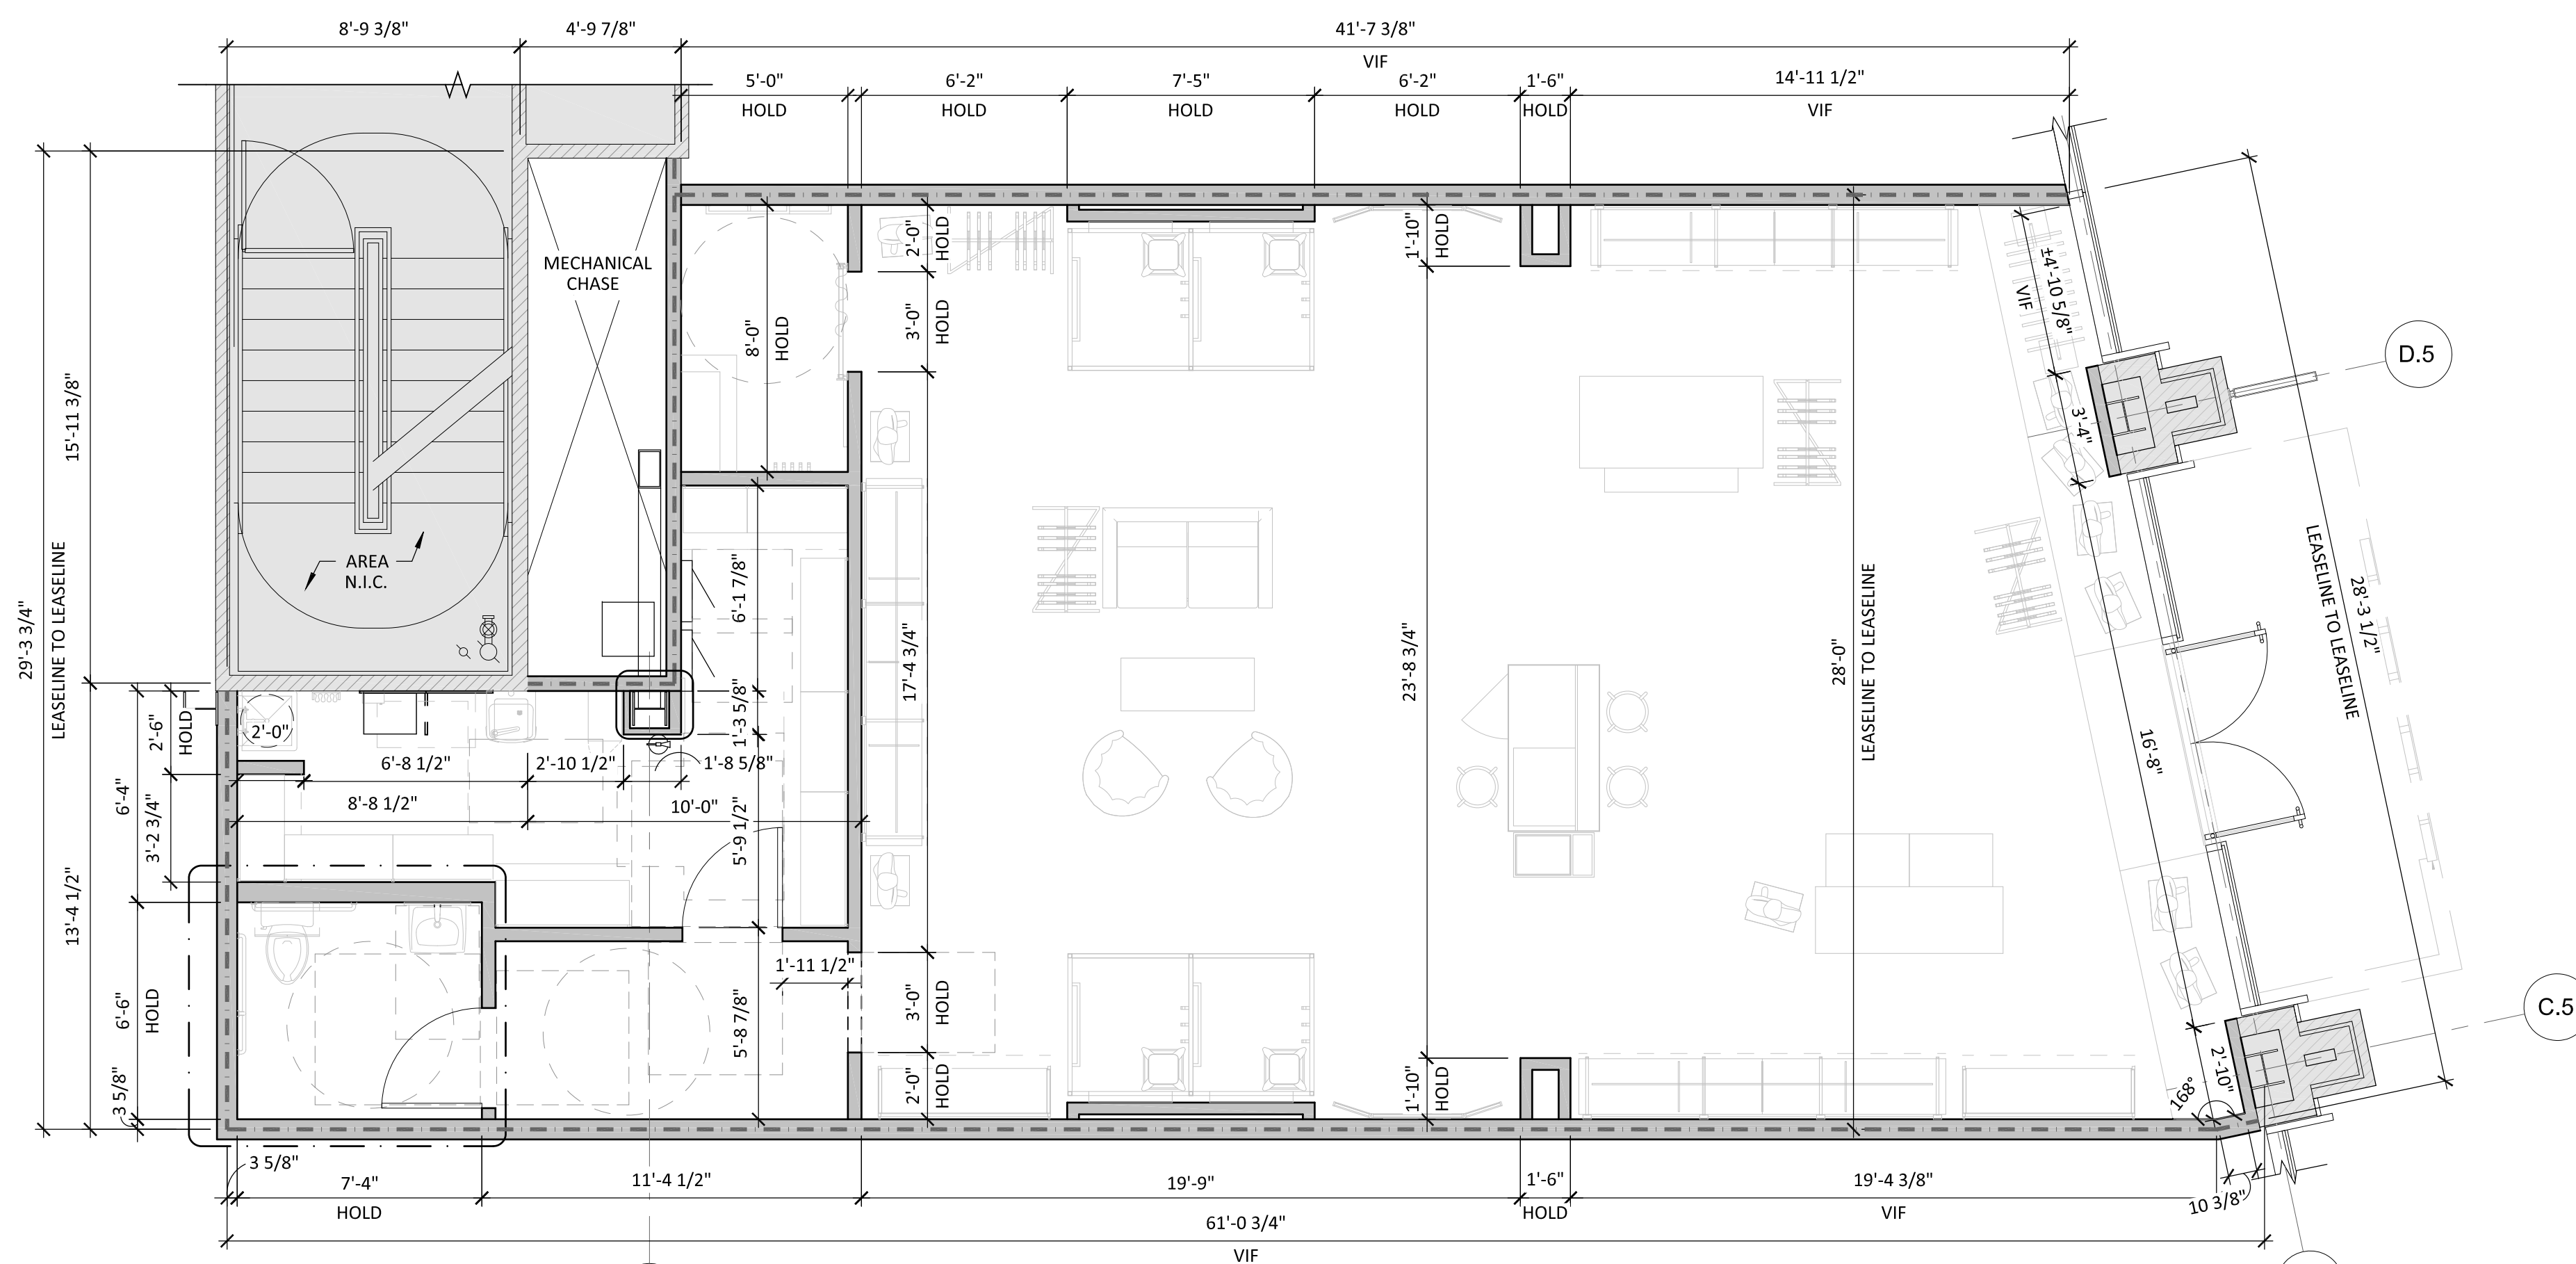 8'-9 3/8"
4'-9 7/8"
41'-7 3/8"
VIF
5'-0"
HOLD
6'-2"
HOLD
7'-5"
HOLD
6'-2"
HOLD
1'-6"
HOLD
14'-11 1/2"
VIF
29'-3 3/4"
LEASELINE TO LEASELINE
15'-11 3/8"
13'-4 1/2"
MECHANICAL
CHASE
AREA
N.I.C.
8'-0"
HOLD
2'-0"
HOLD
3'-0"
HOLD
17'-4 3/4"
3'-0"
HOLD
2'-0"
HOLD
1'-10"
HOLD
23'-8 3/4"
1'-10"
HOLD
28'-0"
LEASELINE TO LEASELINE
±4'-10 5/8"
VIF
3'-4"
16'-8"
2'-10"
168°
28'-3 1/2"
LEASELINE TO LEASELINE
D.5
C.5
6'-1 7/8"
1'-3 5/8"
5'-9 1/2"
5'-8 7/8"
2'-6"
HOLD
2'-0"
6'-4"
3'-2 3/4"
6'-8 1/2"
2'-10 1/2"
1'-8 5/8"
8'-8 1/2"
10'-0"
1'-11 1/2"
6'-6"
HOLD
3 5/8"
3 5/8"
7'-4"
HOLD
11'-4 1/2"
19'-9"
1'-6"
HOLD
19'-4 3/8"
VIF
10 3/8"
61'-0 3/4"
VIF